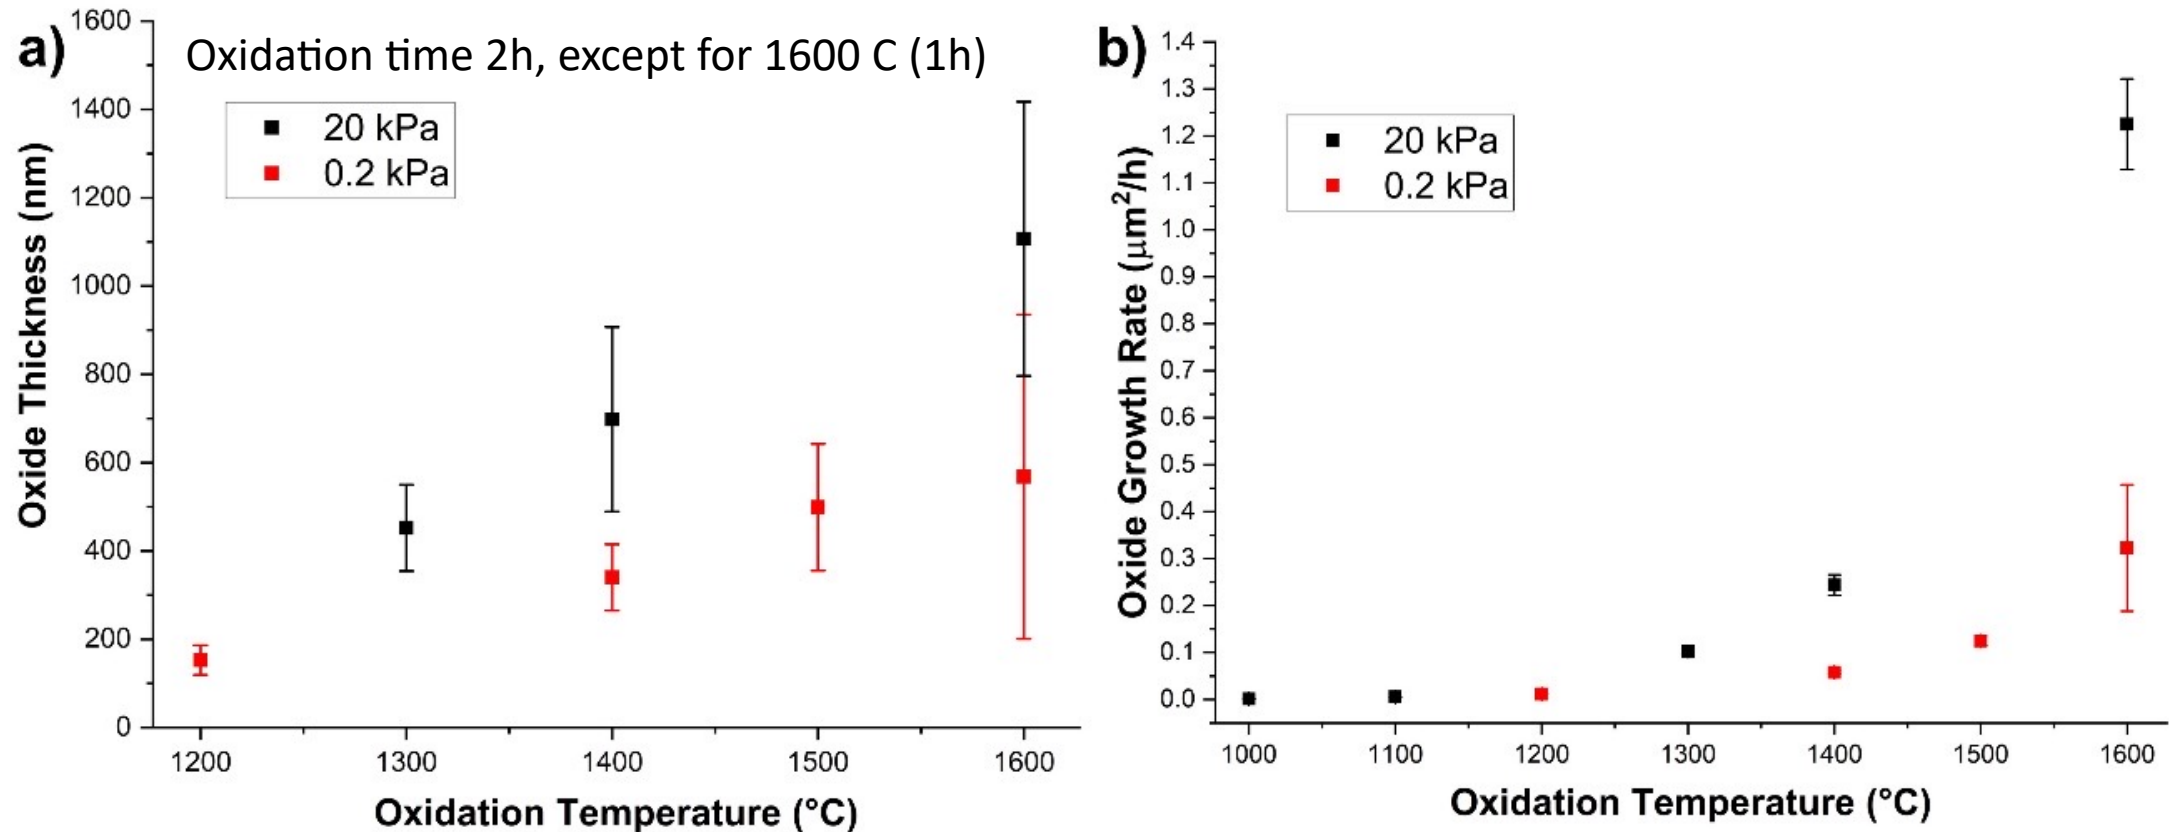 a)
Oxidation time 2h, except for 1600 C (1h)
20 kPa
0.2 kPa
Oxide Thickness (nm)
1600
1400
1200
1000
800
600
400
200
0
1200 1300 1400 1500 1600
Oxidation Temperature (°C)
b)
20 kPa
0.2 kPa
Oxide Growth Rate (μm²/h)
1.4
1.3
1.2
1.1
1.0
0.9
0.8
0.7
0.6
0.5
0.4
0.3
0.2
0.1
0.0
1000 1100 1200 1300 1400 1500 1600
Oxidation Temperature (°C)